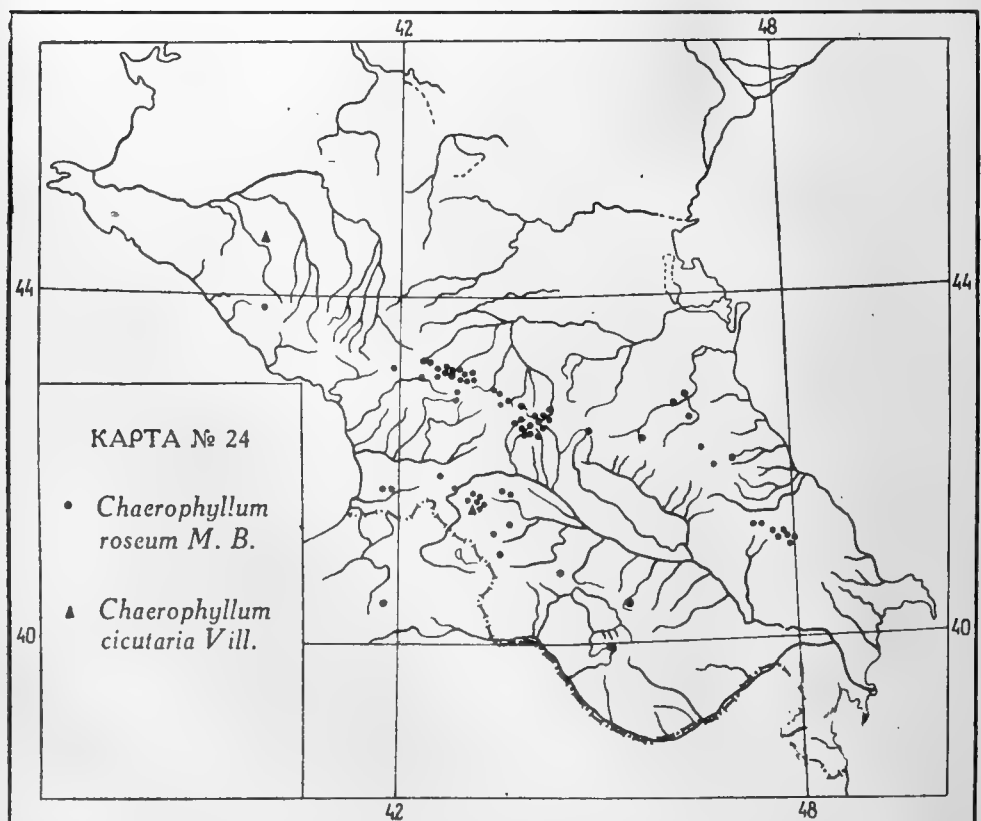 42 48
44 44
КАРТА № 24
• Chaerophyllum
roseum M. B.
▲ Chaerophyllum
cicutaria Vill.
40 40
42 48